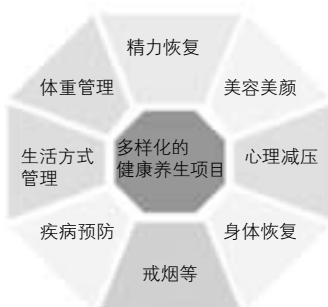 精力恢复
体重管理
美容美颜
多样化的
健康养生项目
生活方式
管理
心理减压
疾病预防
身体恢复
戒烟等